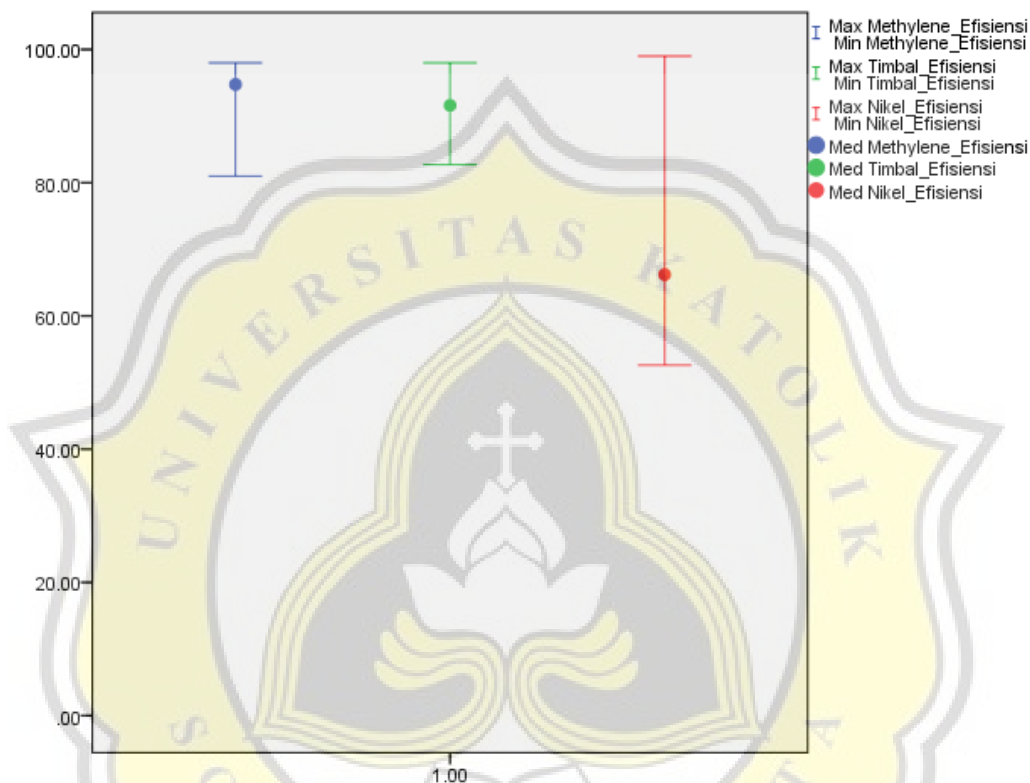 100.00
80.00
60.00
40.00
20.00
.00
1.00
Max Methylene_Efisiensi
Min Methylene_Efisiensi
Max Timbal_Efisiensi
Min Timbal_Efisiensi
Max Nikel_Efisiensi
Min Nikel_Efisiensi
Med Methylene_Efisiensi
Med Timbal_Efisiensi
Med Nikel_Efisiensi
UNIVERSITAS KATOLIK